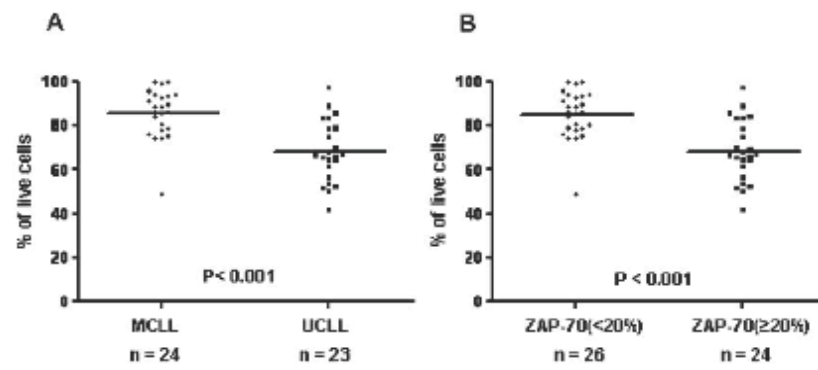 A
B
% of live cells
100
80
60
40
20
0
P< 0.001
MCLL
UCLL
n = 24
n = 23
% of live cells
100
80
60
40
20
0
P < 0.001
ZAP-70(<20%)
ZAP-70(≥20%)
n = 26
n = 24